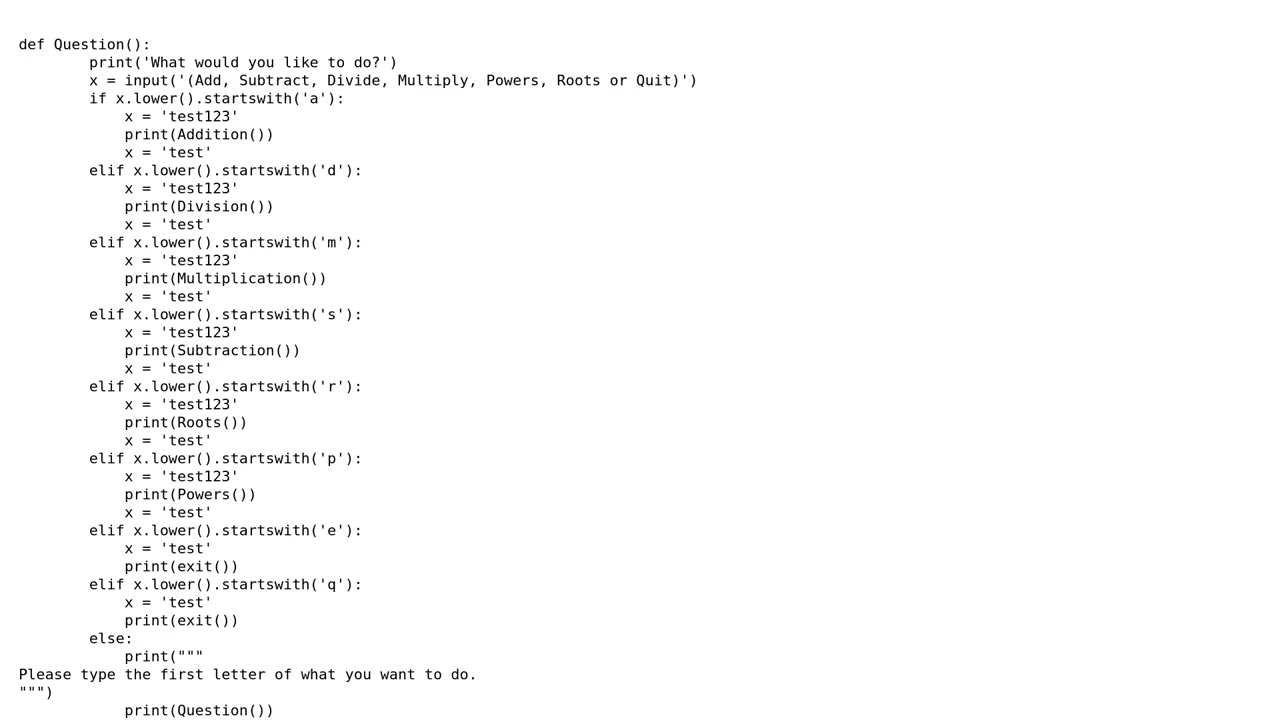 def Question():
        print('What would you like to do?')
        x = input('(Add, Subtract, Divide, Multiply, Powers, Roots or Quit)')
        if x.lower().startswith('a'):
            x = 'test123'
            print(Addition())
            x = 'test'
        elif x.lower().startswith('d'):
            x = 'test123'
            print(Division())
            x = 'test'
        elif x.lower().startswith('m'):
            x = 'test123'
            print(Multiplication())
            x = 'test'
        elif x.lower().startswith('s'):
            x = 'test123'
            print(Subtraction())
            x = 'test'
        elif x.lower().startswith('r'):
            x = 'test123'
            print(Roots())
            x = 'test'
        elif x.lower().startswith('p'):
            x = 'test123'
            print(Powers())
            x = 'test'
        elif x.lower().startswith('e'):
            x = 'test'
            print(exit())
        elif x.lower().startswith('q'):
            x = 'test'
            print(exit())
        else:
            print("""
Please type the first letter of what you want to do.
""")
            print(Question())